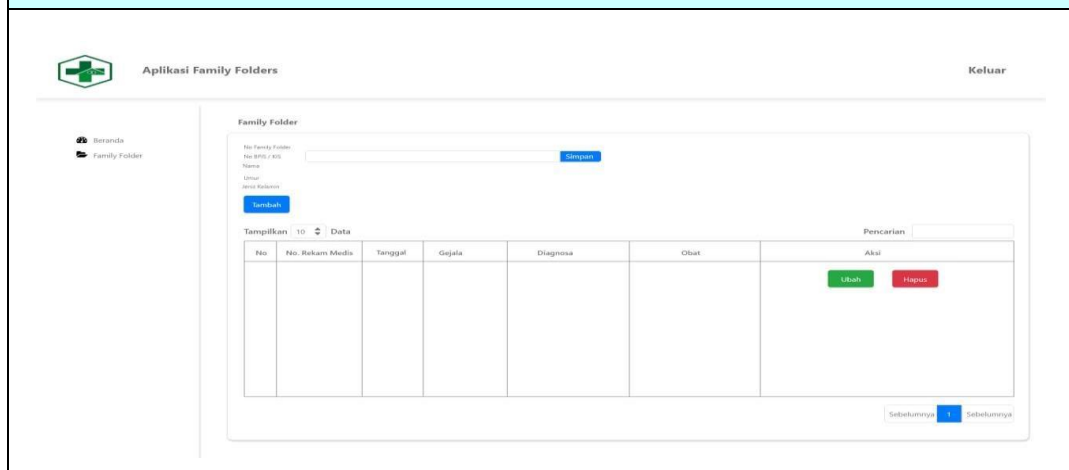 Aplikasi Family Folders
Keluar
Beranda
Family Folder
Family Folder
No Family Folder
No BPJS / KIS
Simpan
Nama
Umur
Jenis Kelamin
Tambah
Tampilkan 10 Data
Pencarian
No No. Rekam Medis Tanggal Gejala Diagnosa Obat Aksi
Ubah Hapus
Sebelumnya 1 Sebelumnya